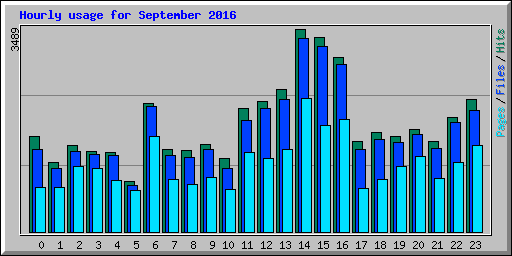 Hourly usage for September 2016
3489
Pages/Files/Hits
0 1 2 3 4 5 6 7 8 9 10 11 12 13 14 15 16 17 18 19 20 21 22 23